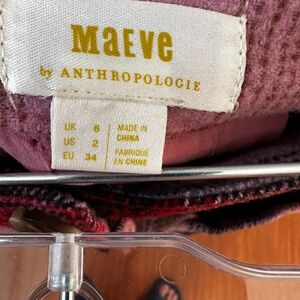 MAEVE
by ANTHROPOLOGIE
UK 6
US 2
EU 34
MADE IN
CHINA
FABRIQUÉ
EN CHINE